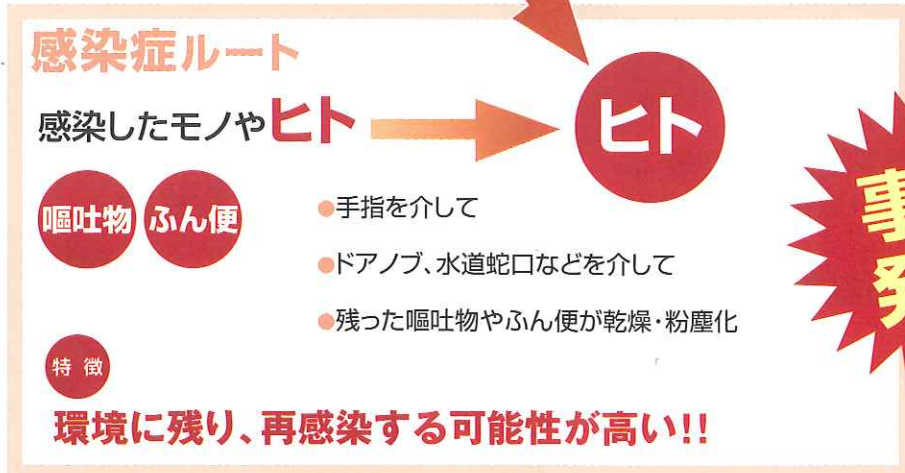 感染症ルート
感染したモノやヒト
ヒト
嘔吐物
ふん便
●手指を介して
●ドアノブ、水道蛇口などを介して
●残った嘔吐物やふん便が乾燥・粉塵化
特徴
環境に残り、再感染する可能性が高い!!
事